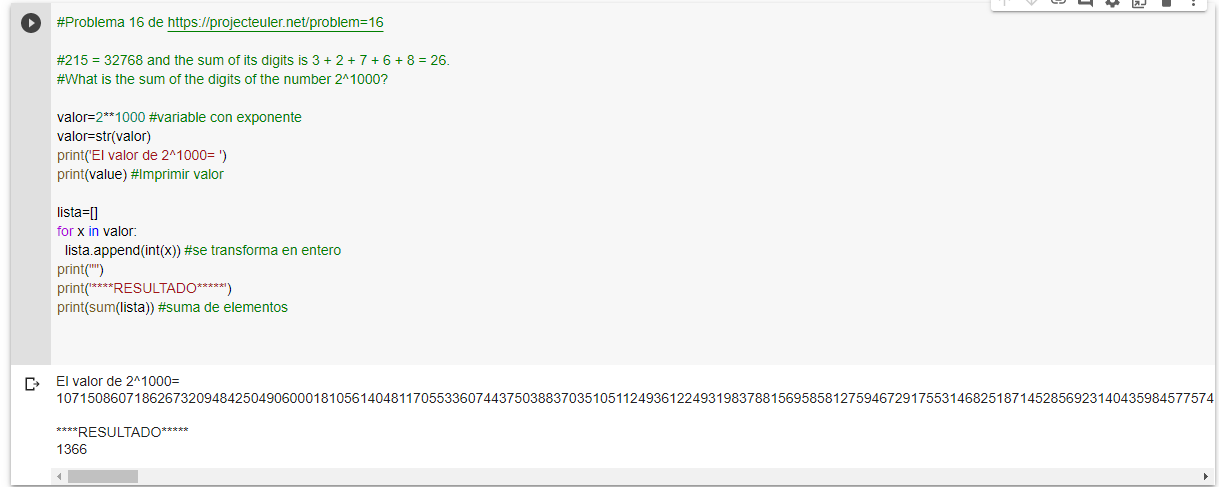 #Problema 16 de https://projecteuler.net/problem=16
#215 = 32768 and the sum of its digits is 3 + 2 + 7 + 6 + 8 = 26.
#What is the sum of the digits of the number 2^1000?
valor=2**1000 #variable con exponente
valor=str(valor)
print('El valor de 2^1000= ')
print(value) #Imprimir valor
lista=[]
for x in valor:
lista.append(int(x)) #se transforma en entero
print("")
print('****RESULTADO*****')
print(sum(lista)) #suma de elementos
El valor de 2^1000=
10715086071862673209484250490600018105614048117055336074437503883703510511249361224931983788156958581275946729175531468251871452856923140435984577574
****RESULTADO*****
1366